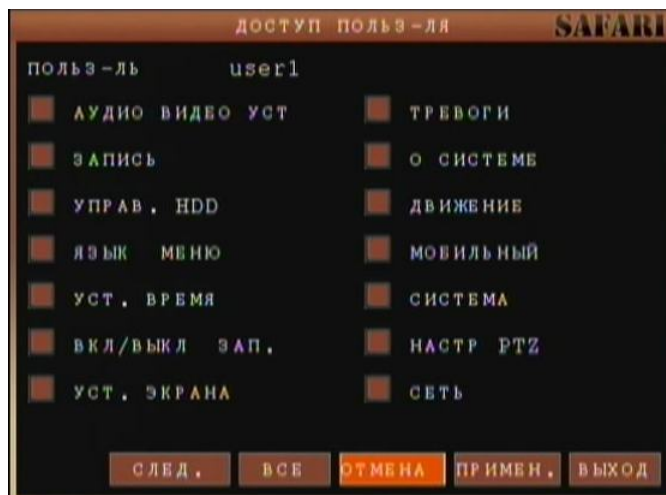 ДОСТУП ПОЛЬЗ-ЛЯ SAFARI
ПОЛЬЗ-ЛЬ user1
АУДИО ВИДЕО УСТ ТРЕВОГИ
ЗАПИСЬ О СИСТЕМЕ
УПРАВ. HDD ДВИЖЕНИЕ
ЯЗЫК МЕНЮ МОБИЛЬНЫЙ
УСТ. ВРЕМЯ СИСТЕМА
ВКЛ/ВЫКЛ ЗАП. НАСТР PTZ
УСТ. ЭКРАНА СЕТЬ
СЛЕД. ВСЕ ОТМЕНА ПРИМЕН. ВЫХОД